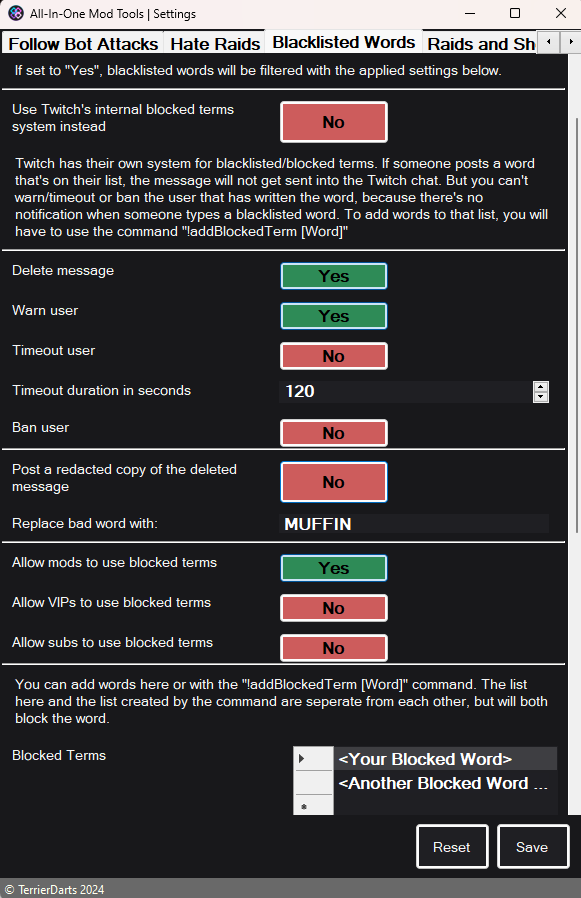 All-In-One Mod Tools | Settings
Follow Bot Attacks Hate Raids Blacklisted Words Raids and Sh
If set to "Yes", blacklisted words will be filtered with the applied settings below.
Use Twitch's internal blocked terms
system instead
No
Twitch has their own system for blacklisted/blocked terms. If someone posts a word
that's on their list, the message will not get sent into the Twitch chat. But you can't
warn/timeout or ban the user that has written the word, because there's no
notification when someone types a blacklisted word. To add words to that list, you will
have to use the command "!addBlockedTerm [Word]"
Delete message Yes
Warn user Yes
Timeout user No
Timeout duration in seconds 120
Ban user No
Post a redacted copy of the deleted
message
No
Replace bad word with: MUFFIN
Allow mods to use blocked terms Yes
Allow VIPs to use blocked terms No
Allow subs to use blocked terms No
You can add words here or with the "!addBlockedTerm [Word]" command. The list
here and the list created by the command are seperate from each other, but will both
block the word.
Blocked Terms <Your Blocked Word>
<Another Blocked Word ...
Reset Save
© TerrierDarts 2024